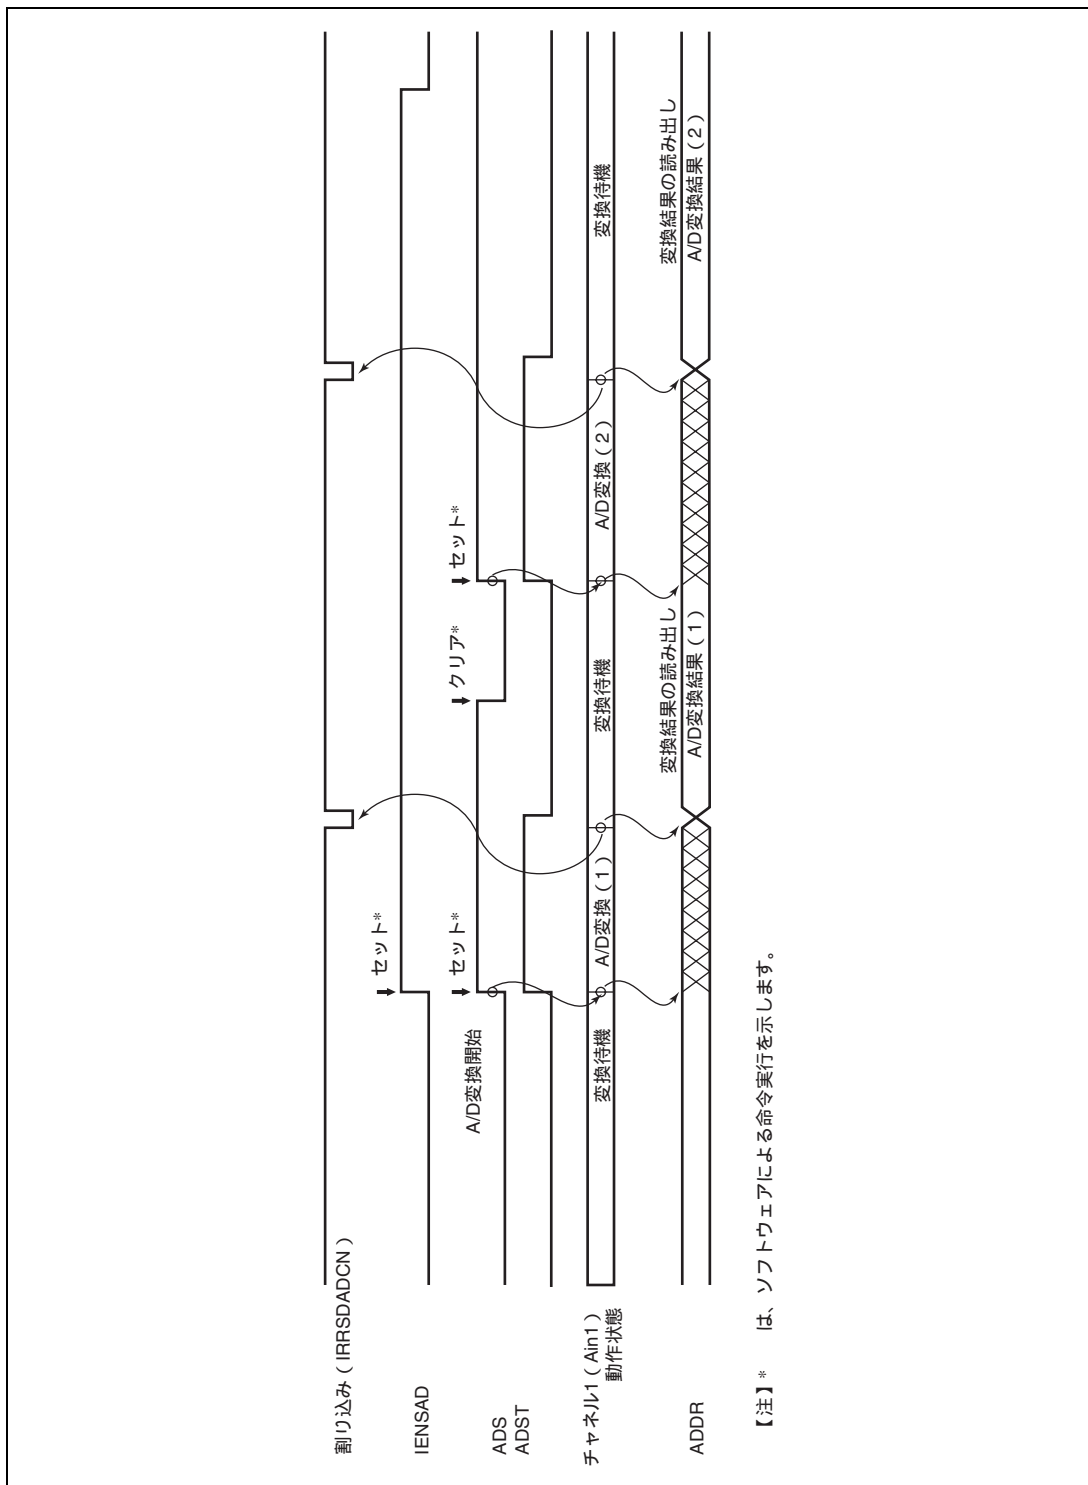 割り込み（IRRSDADCN）
IENSAD
セット*
ADS
A/D変換開始
セット*
クリア*
セット*
ADST
チャネル1（Ain1）
動作状態
変換待機
A/D変換（1）
変換待機
A/D変換（2）
変換待機
変換結果の読み出し
変換結果の読み出し
ADDR
A/D変換結果（1）
A/D変換結果（2）
【注】* は、ソフトウェアによる命令実行を示します。